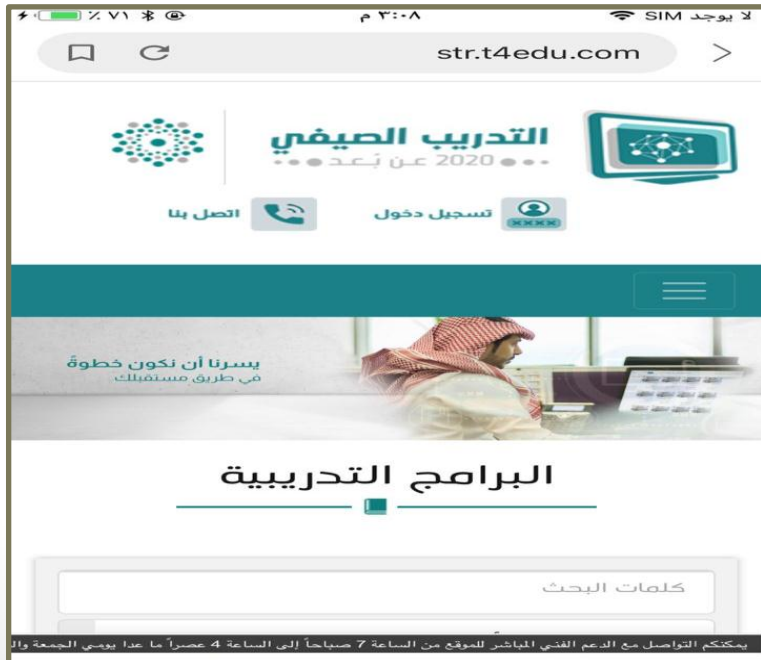 لا يوجد SIM ٣:٠٨ م ٪ ٧١
str.t4edu.com
التدريب الصيفي
2020 عن بُعد
تسجيل دخول
اتصل بنا
يسرنا أن نكون خطوةً
في طريق مستقبلك
البرامج التدريبية
كلمات البحث
يمكنكم التواصل مع الدعم الفني المباشر للموقع من الساعة 7 صباحاً إلى الساعة 4 عصراً ما عدا يومي الجمعة